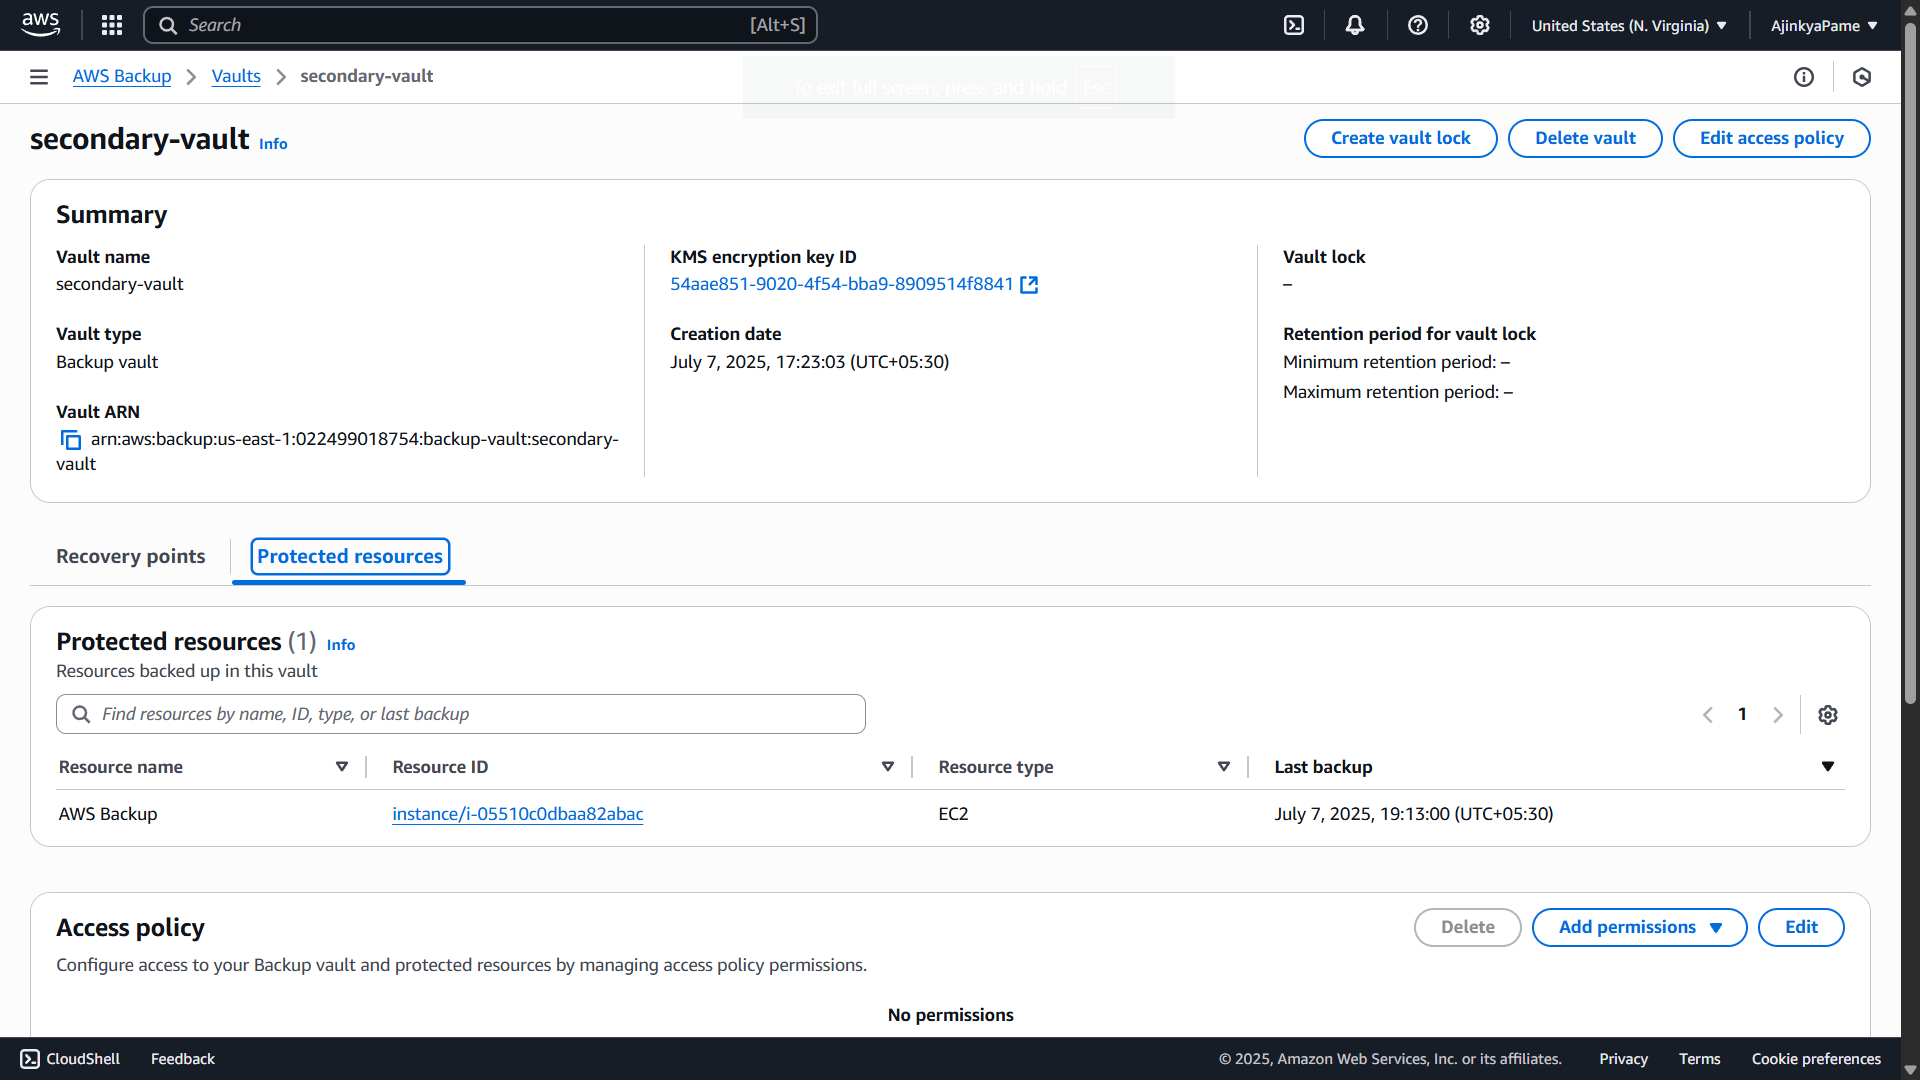 aws
Search
[Alt+S]
United States (N. Virginia)
AjinkyaPame
AWS Backup
Vaults
secondary-vault
To exit full screen, press and hold Esc
secondary-vault Info
Create vault lock
Delete vault
Edit access policy
Summary
Vault name
secondary-vault
Vault type
Backup vault
Vault ARN
arn:aws:backup:us-east-1:022499018754:backup-vault:secondary-
vault
KMS encryption key ID
54aae851-9020-4f54-bba9-8909514f8841
Creation date
July 7, 2025, 17:23:03 (UTC+05:30)
Vault lock
–
Retention period for vault lock
Minimum retention period: –
Maximum retention period: –
Recovery points
Protected resources
Protected resources (1) Info
Resources backed up in this vault
Find resources by name, ID, type, or last backup
1
Resource name
Resource ID
Resource type
Last backup
AWS Backup
instance/i-05510c0dbaa82abac
EC2
July 7, 2025, 19:13:00 (UTC+05:30)
Access policy
Delete
Add permissions
Edit
Configure access to your Backup vault and protected resources by managing access policy permissions.
No permissions
CloudShell
Feedback
© 2025, Amazon Web Services, Inc. or its affiliates.
Privacy
Terms
Cookie preferences